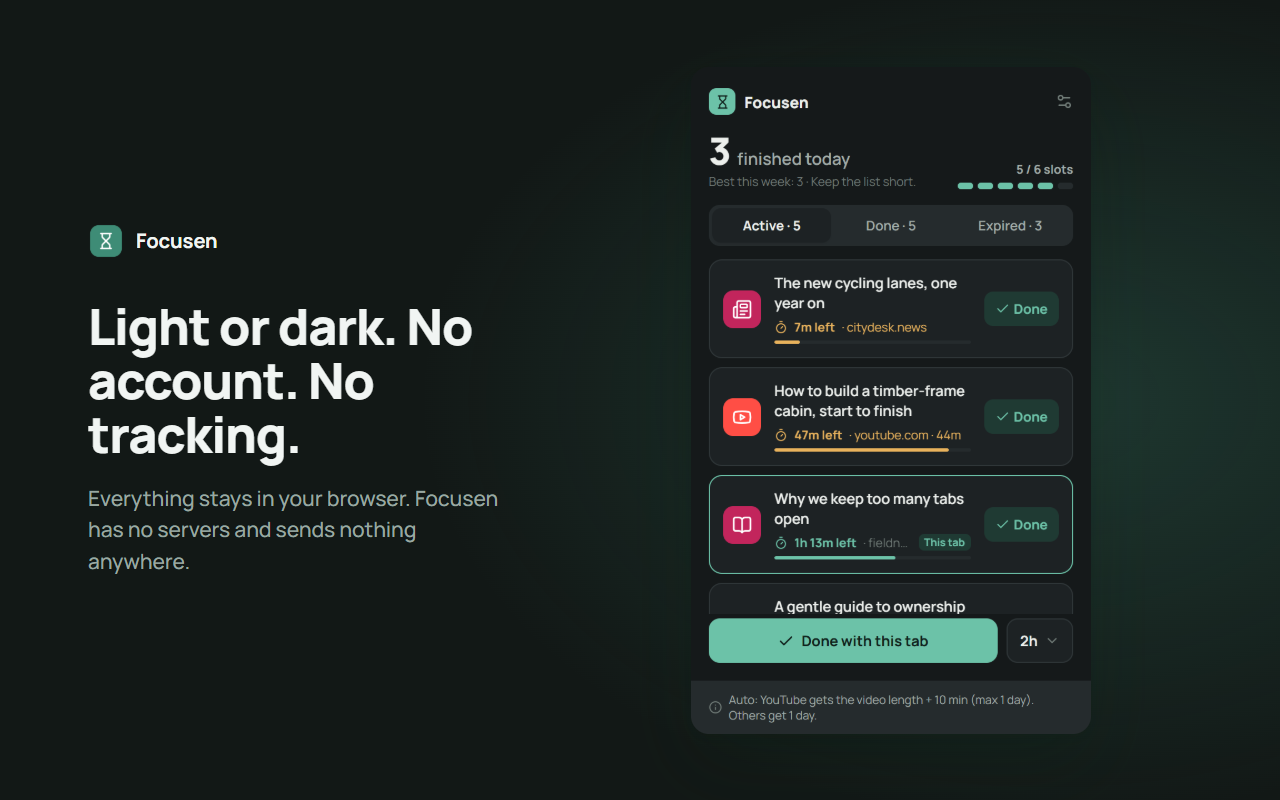 Focusen
Light or dark. No
account. No
tracking.
Everything stays in your browser. Focusen
has no servers and sends nothing
anywhere.
Focusen
3 finished today
Best this week: 3 · Keep the list short.
5 / 6 slots
Active · 5
Done · 5
Expired · 3
The new cycling lanes, one
year on
7m left · citydesk.news
Done
How to build a timber-frame
cabin, start to finish
47m left · youtube.com · 44m
Done
Why we keep too many tabs
open
1h 13m left · fieldn... This tab
Done
A gentle guide to ownership
Done with this tab
2h
Auto: YouTube gets the video length + 10 min (max 1 day).
Others get 1 day.